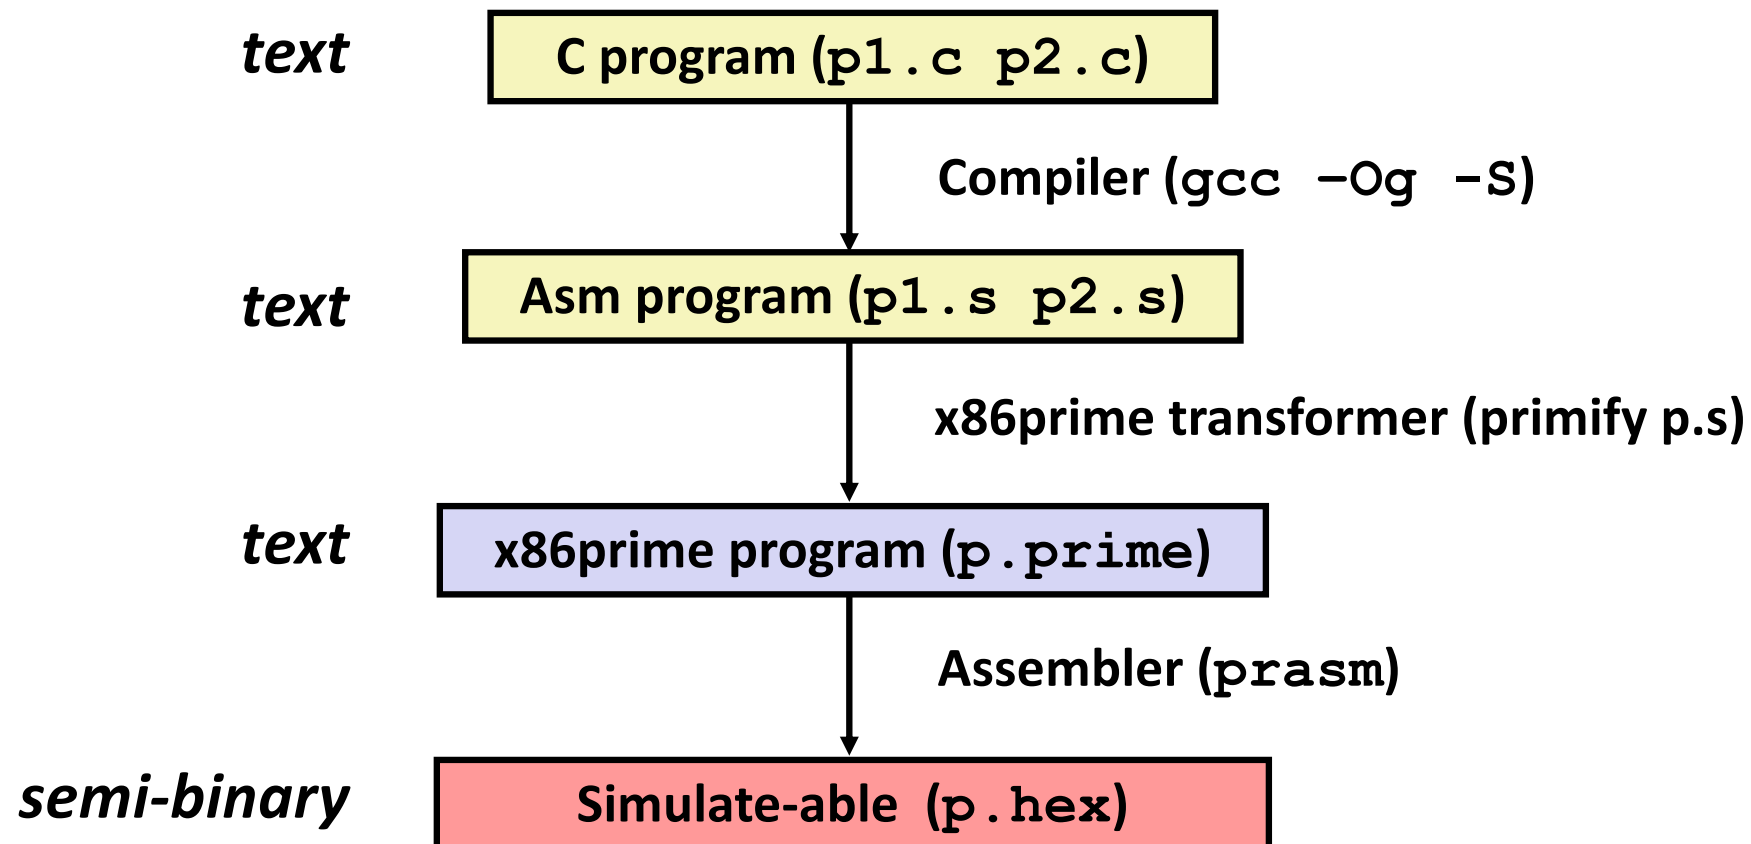 text
C program (p1.c p2.c)
Compiler (gcc –Og -S)
text
Asm program (p1.s p2.s)
x86prime transformer (primify p.s)
text
x86prime program (p.prime)
Assembler (prasm)
semi-binary
Simulate-able (p.hex)